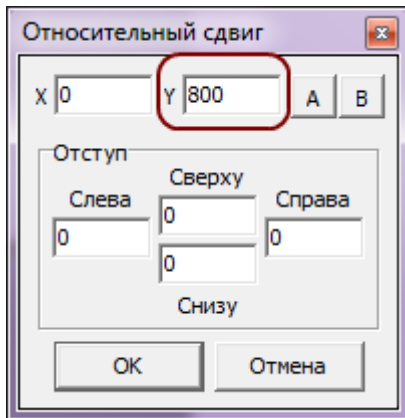 Относительный сдвиг
X 0 Y 800 A B
Отступ
Сверху
Слева Справа
0
0 0
0
Снизу
OK Отмена